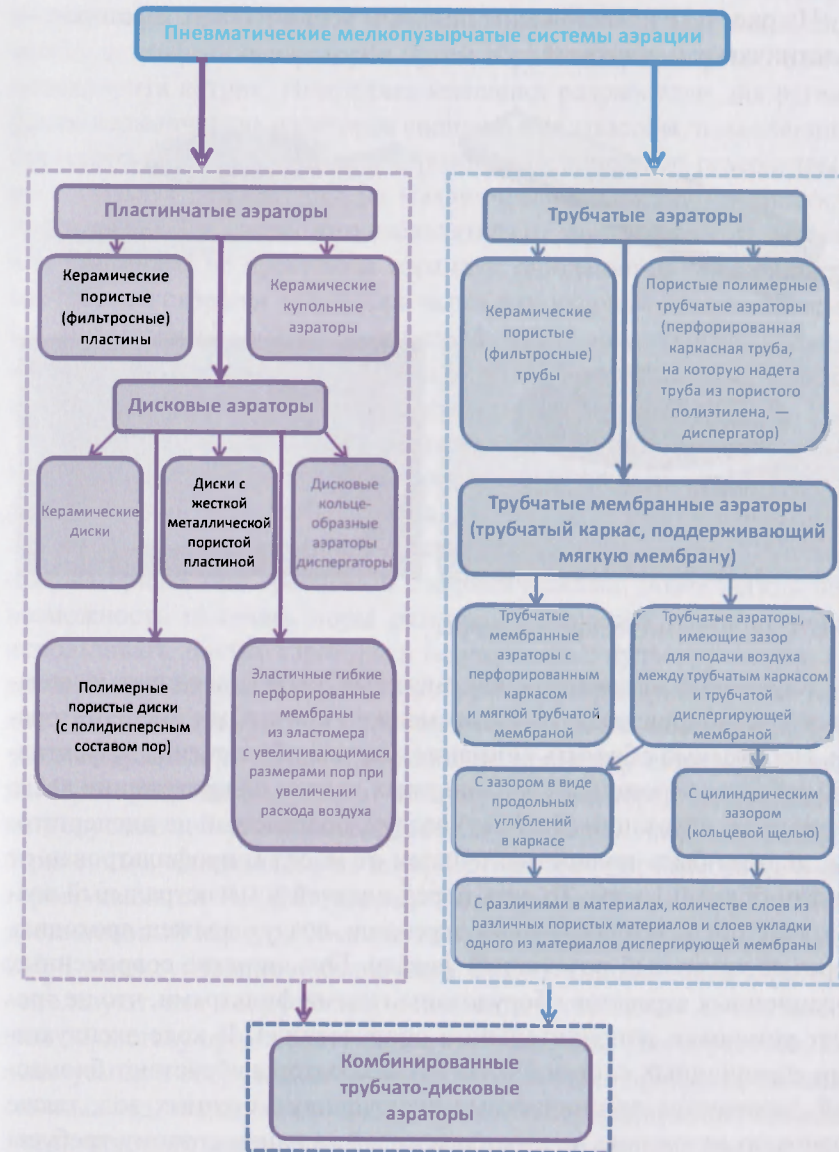 Пневматические мелкопузырчатые системы аэрации
Пластинчатые аэраторы
Керамические
пористые
(фильтросные)
пластины
Керамические
купольные
аэраторы
Дисковые аэраторы
Керамические
диски
Диски с
жесткой
металлической
пористой
пластиной
Дисковые
кольце-
образные
аэраторы
диспергаторы
Полимерные
пористые диски
(с полидисперсным
составом пор)
Эластичные гибкие
перфорированные
мембраны
из эластомера
с увеличивающимися
размерами пор при
увеличении
расхода воздуха
Трубчатые аэраторы
Керамические
пористые
(фильтросные)
трубы
Пористые полимерные
трубчатые аэраторы
(перфорированная
каркасная труба,
на которую надета
труба из пористого
полиэтилена, —
диспергатор)
Трубчатые мембранные аэраторы
(трубчатый каркас, поддерживающий
мягкую мембрану)
Трубчатые
мембранные
аэраторы с
перфорированным
каркасом
и мягкой трубчатой
мембраной
Трубчатые аэраторы,
имеющие зазор
для подачи воздуха
между трубчатым каркасом
и трубчатой
диспергирующей
мембраной
С зазором в виде
продольных
углублений
в каркасе
С цилиндрическим
зазором
(кольцевой щелью)
С различиями в материалах, количестве слоев из
различных пористых материалов и слоев укладки
одного из материалов диспергирующей мембраны
Комбинированные
трубчато-дисковые
аэраторы